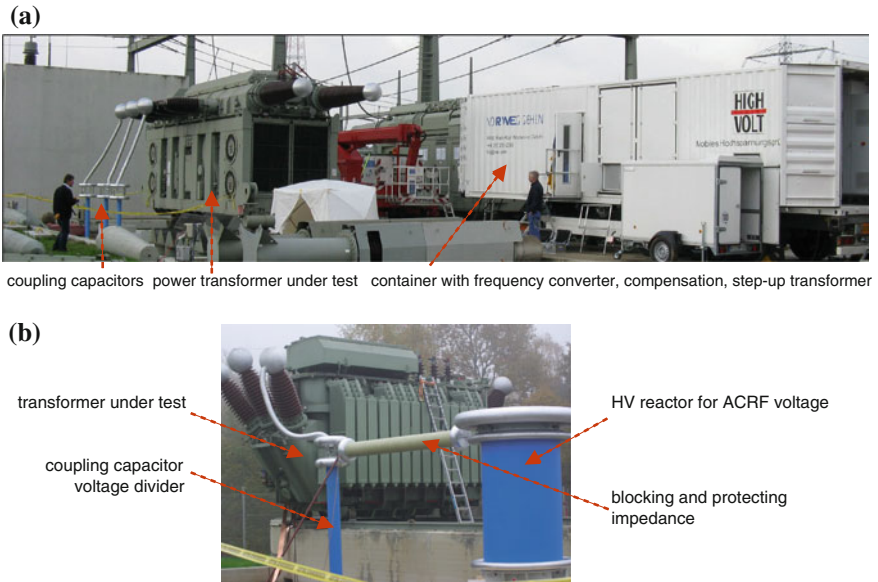 (a)
HIGH
VOLT
coupling capacitors power transformer under test container with frequency converter, compensation, step-up transformer
(b)
transformer under test
HV reactor for ACRF voltage
coupling capacitor
voltage divider
blocking and protecting
impedance